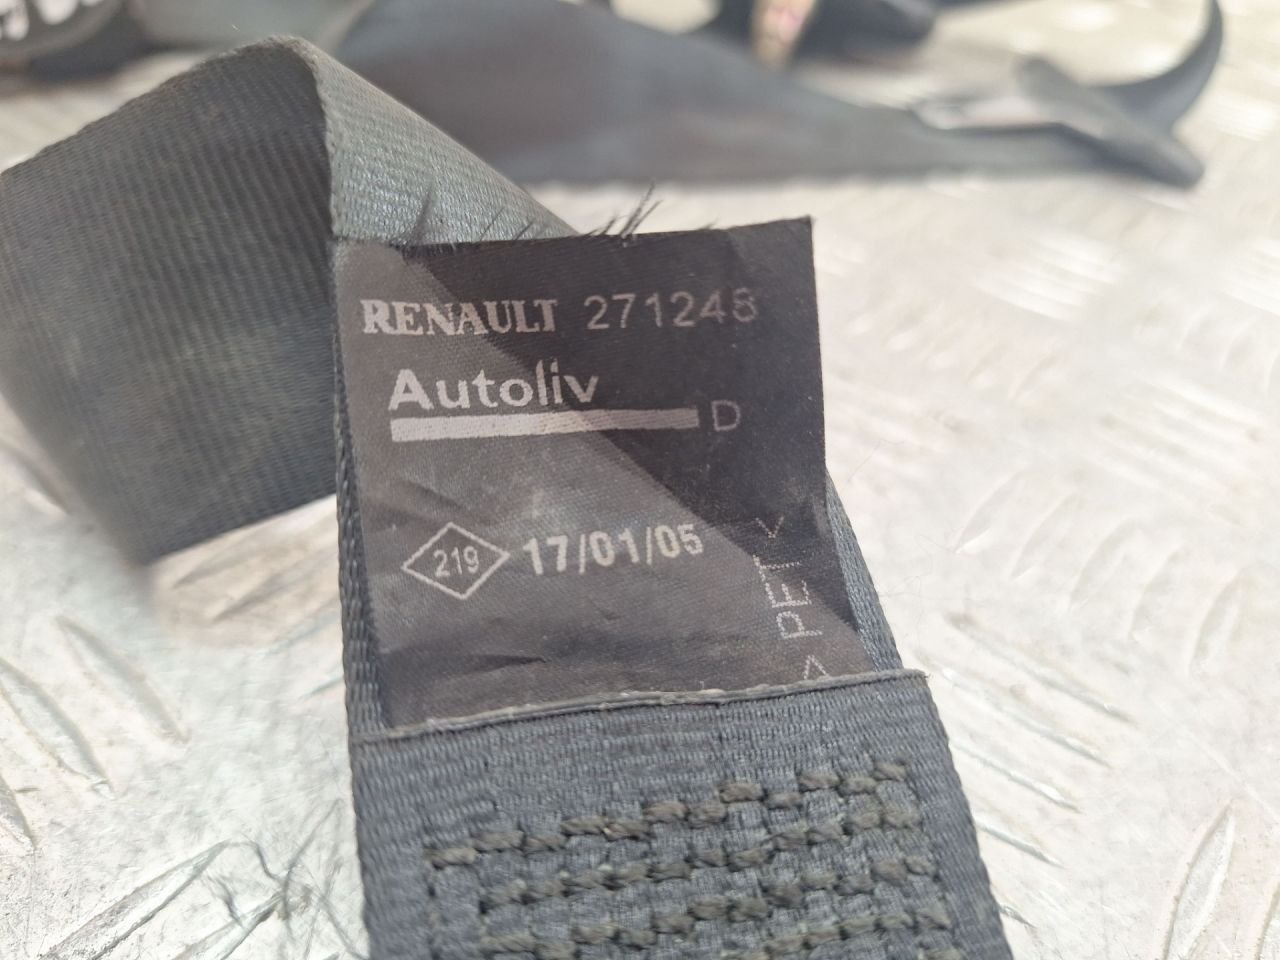 RENAULT 271248
Autoliv
D
219 17/01/05
> PET <